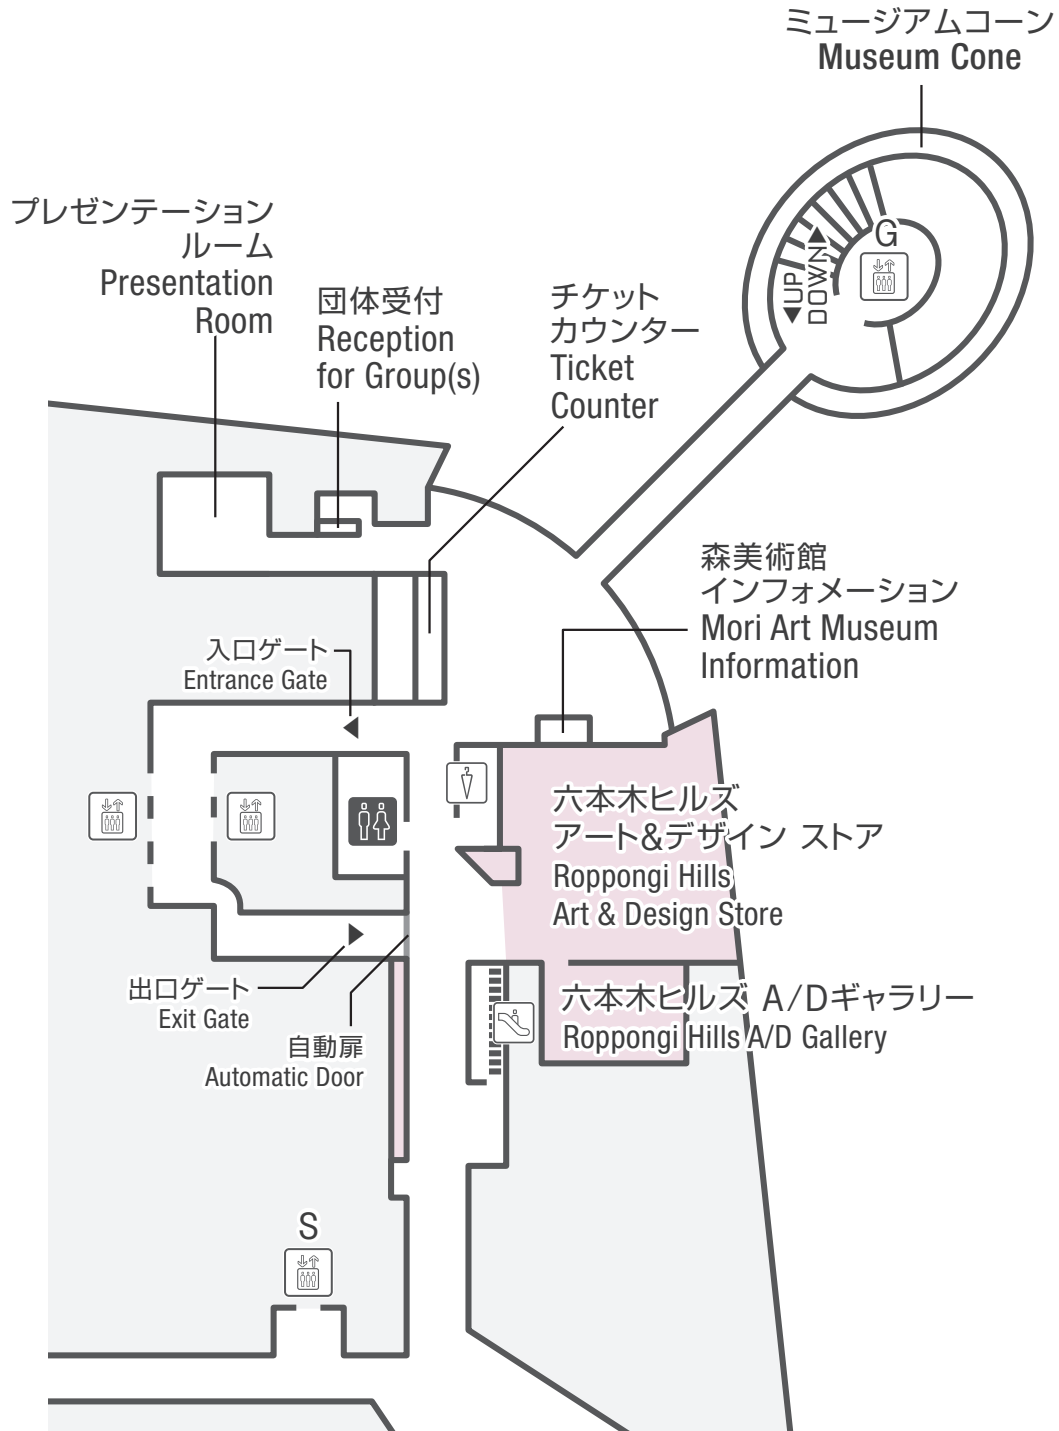 ミュージアムコーン
Museum Cone
G
◀UP
DOWN▶
プレゼンテーション
ルーム
Presentation
Room
団体受付
Reception
for Group(s)
チケット
カウンター
Ticket
Counter
森美術館
インフォメーション
Mori Art Museum
Information
入口ゲート
Entrance Gate
六本木ヒルズ
アート&デザイン ストア
Roppongi Hills
Art & Design Store
出口ゲート
Exit Gate
自動扉
Automatic Door
六本木ヒルズ A/Dギャラリー
Roppongi Hills A/D Gallery
S